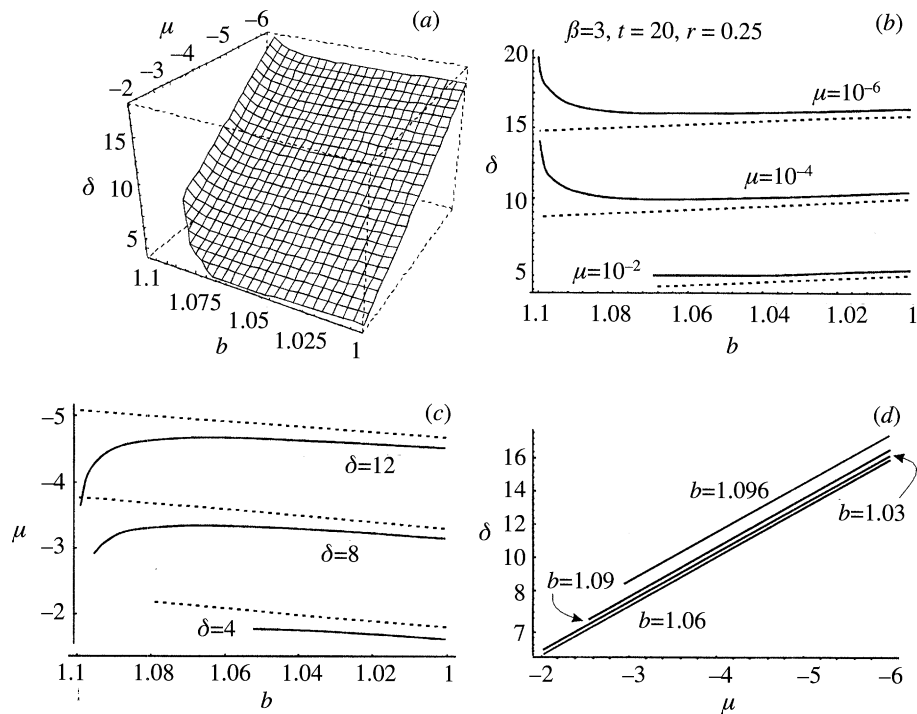 (a)
μ
−2
−3
−4
−5
−6
δ
15
10
5
1.1
1.075
1.05
1.025
1
b
(b)
β=3, t = 20, r = 0.25
δ
20
15
10
5
μ=10⁻⁶
μ=10⁻⁴
μ=10⁻²
1.1 1.08 1.06 1.04 1.02 1
b
(c)
μ
−5
−4
−3
−2
δ=12
δ=8
δ=4
1.1 1.08 1.06 1.04 1.02 1
b
(d)
δ
16
14
12
10
8
7
b=1.096
b=1.03
b=1.09
b=1.06
−2 −3 −4 −5 −6
μ